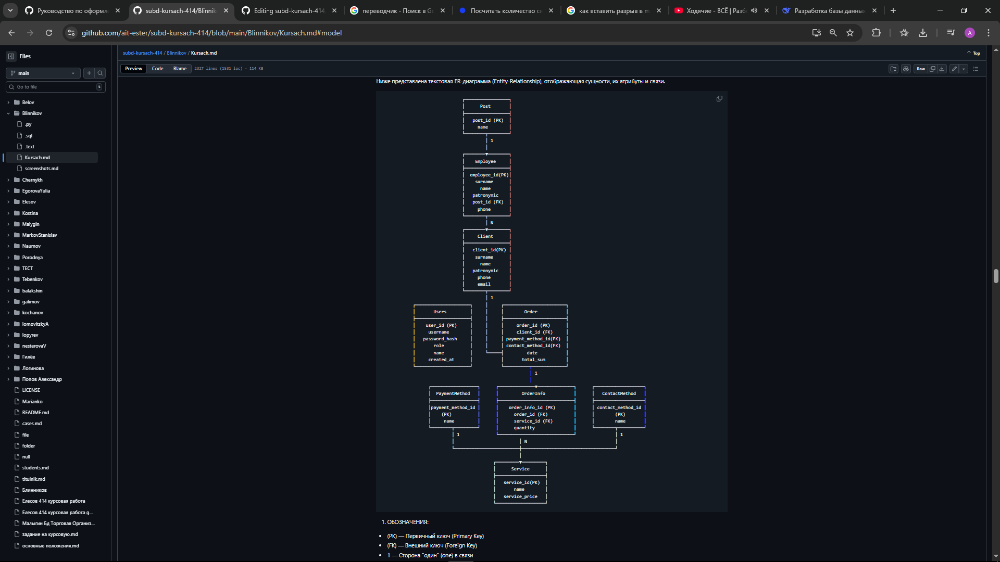 Руководство по оформл
subd-kursach-414/Blinnik
Editing subd-kursach-414
переводчик - Поиск в Go
Посчитать количество си
как вставить разрыв в m
Ходячие - ВСЁ | Разб
Разработка базы данных
github.com/ait-ester/subd-kursach-414/blob/main/Blinnikov/Kursach.md#model
A
Files
main
Go to file
t
Belov
Blinnikov
.py
.sql
.text
Kursach.md
screenshots.md
Chernykh
EgorovaYulia
Elesov
Kostina
Malygin
MarkovStanislav
Naumov
Porodnya
ТЕСТ
Tebenkov
balakshin
galimov
kochanov
lomovitskyA
lopyrev
nesterovaV
Гилёв
Логинова
Попов Александр
LICENSE
Marianko
README.md
cases.md
file
folder
null
students.md
titulnik.md
Блинников
Елесов 414 курсовая работа
Елесов 414 курсовая работа g...
Малыгин Бд Торговая Организ...
задание на курсовую.md
основные положения.md
subd-kursach-414 / Blinnikov / Kursach.md
Top
Preview Code Blame 2327 lines (1531 loc) · 114 KB
Raw
Ниже представлена текстовая ER-диаграмма (Entity-Relationship), отображающая сущности, их атрибуты и связи.
Post
post_id (PK)
name
1
Employee
employee_id(PK)
surname
name
patronymic
post_id (FK)
phone
N
Client
client_id(PK)
surname
name
patronymic
phone
email
1
Users
user_id (PK)
username
password_hash
role
name
created_at
Order
order_id (PK)
client_id (FK)
payment_method_id(FK)
contact_method_id(FK)
date
total_sum
1
PaymentMethod
payment_method_id
(PK)
name
1
OrderInfo
order_info_id (PK)
order_id (FK)
service_id (FK)
quantity
N
ContactMethod
contact_method_id
(PK)
name
1
Service
service_id(PK)
name
service_price
1. ОБОЗНАЧЕНИЯ:
• (PK) — Первичный ключ (Primary Key)
• (FK) — Внешний ключ (Foreign Key)
• 1 — Сторона "один" (one) в связи